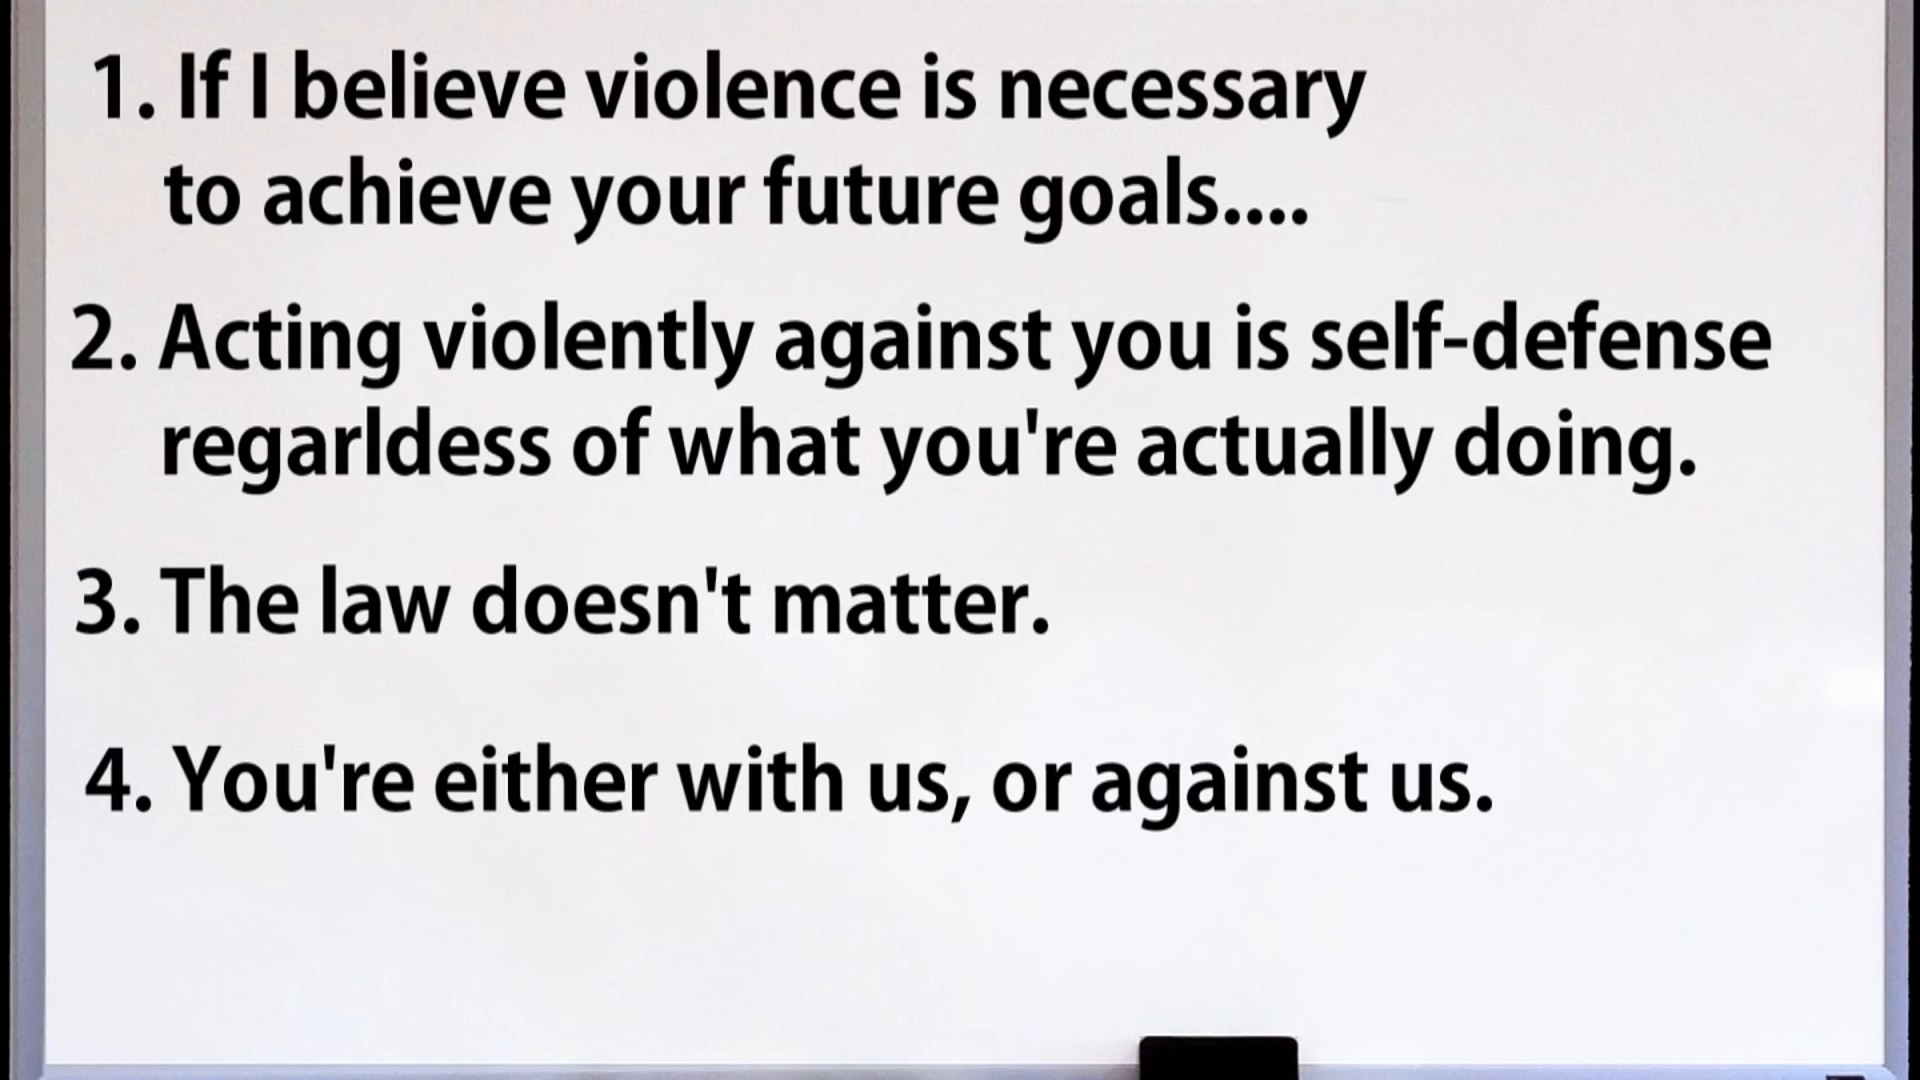 1. If I believe violence is necessary
to achieve your future goals....
2. Acting violently against you is self-defense
regarldess of what you're actually doing.
3. The law doesn't matter.
4. You're either with us, or against us.